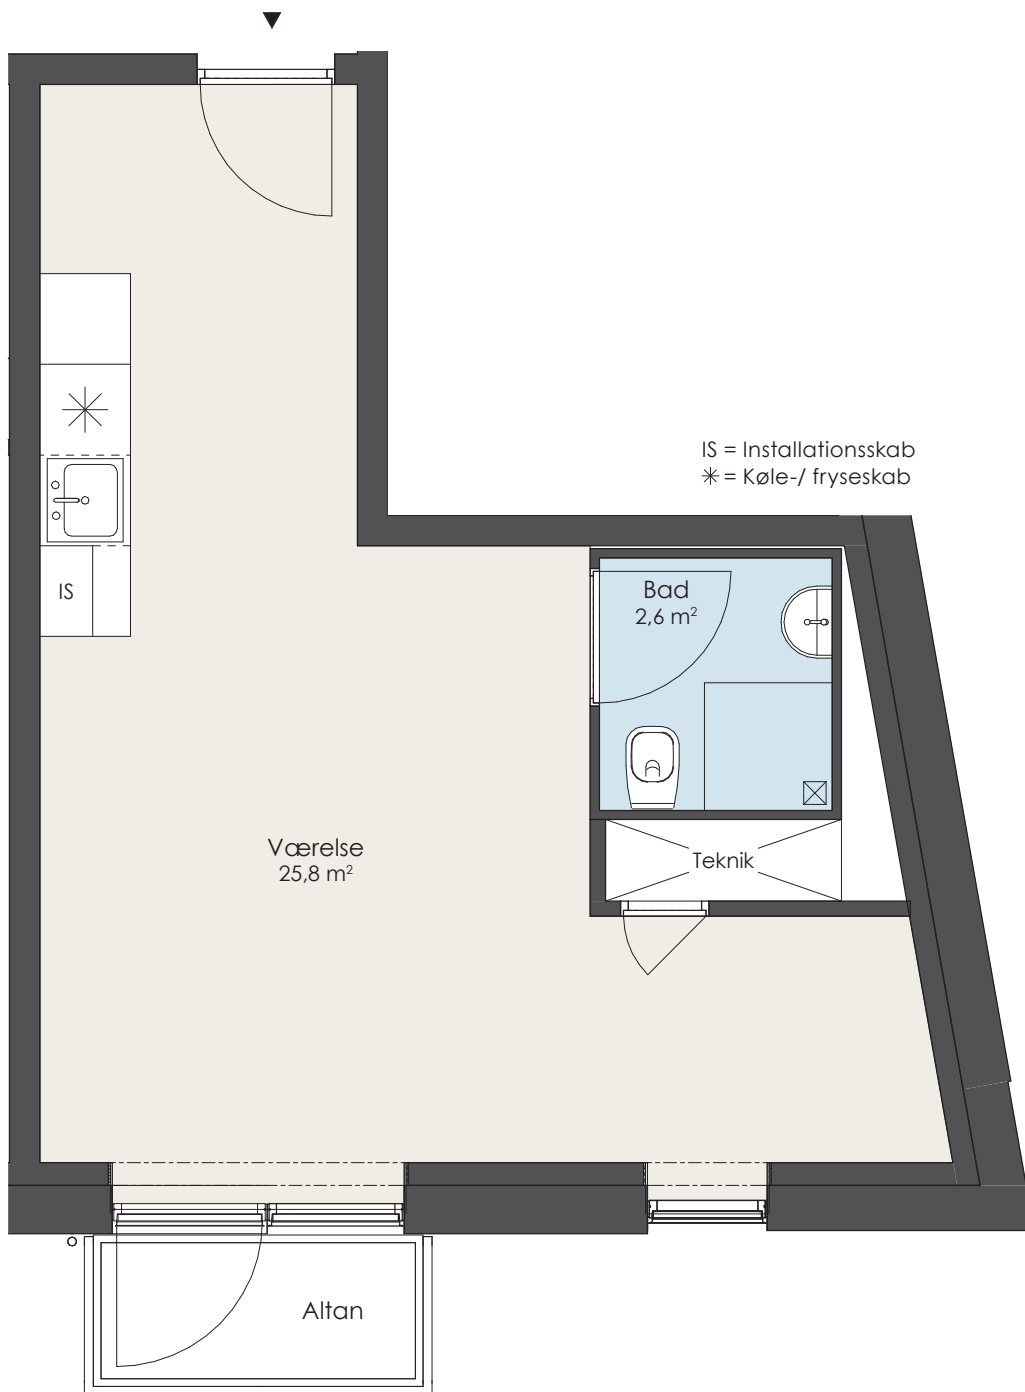 IS = Installationsskab
✳ = Køle-/ fryseskab
IS
Bad
2,6 m²
Værelse
25,8 m²
Teknik
Altan